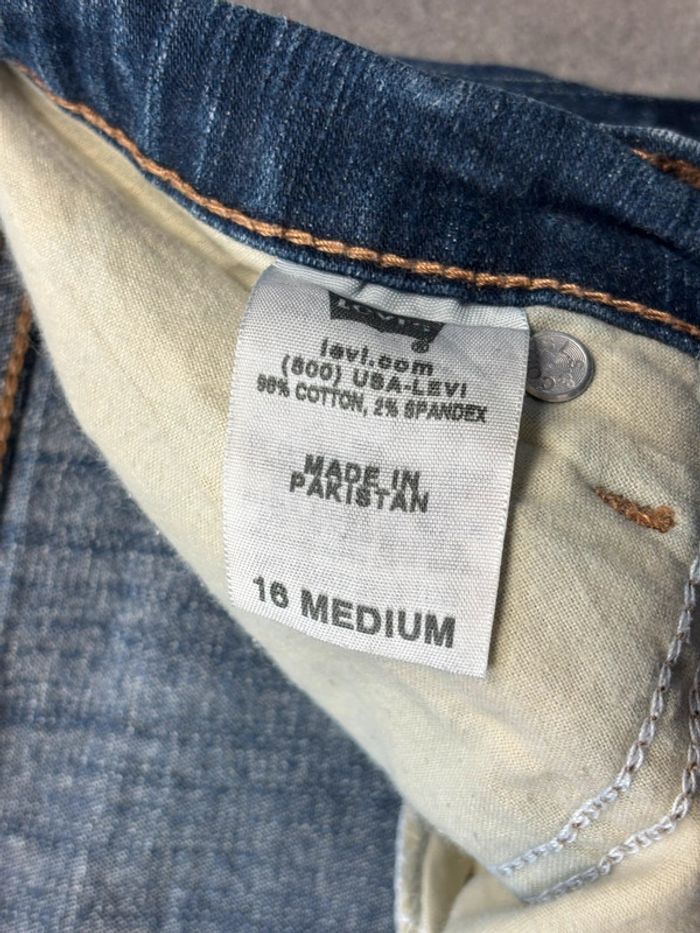 Levi's
®
levi.com
(800) USA-LEVI
98% COTTON, 2% SPANDEX
MADE IN
PAKISTAN
16 MEDIUM